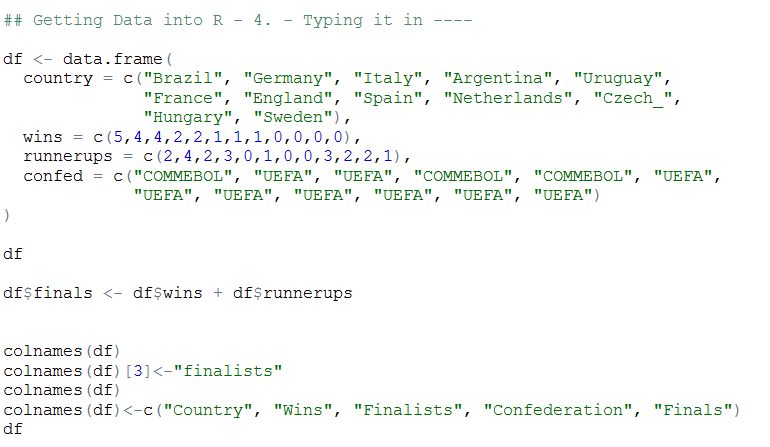 ## Getting Data into R - 4. - Typing it in ----
df <- data.frame(
country = c("Brazil", "Germany", "Italy", "Argentina", "Uruguay",
"France", "England", "Spain", "Netherlands", "Czech_",
"Hungary", "Sweden"),
wins = c(5,4,4,2,2,1,1,1,0,0,0,0),
runnerups = c(2,4,2,3,0,1,0,0,3,2,2,1),
confed = c("COMMEBOL", "UEFA", "UEFA", "COMMEBOL", "COMMEBOL", "UEFA",
"UEFA", "UEFA", "UEFA", "UEFA", "UEFA", "UEFA")
)
df
df$finals <- df$wins + df$runnerups
colnames(df)
colnames(df)[3]<-"finalists"
colnames(df)
colnames(df)<-c("Country", "Wins", "Finalists", "Confederation", "Finals")
df